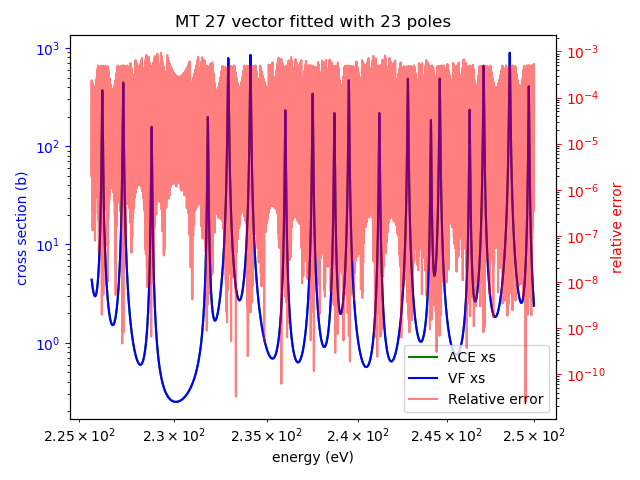 MT 27 vector fitted with 23 poles
10³
10²
10¹
10⁰
cross section (b)
10⁻³
10⁻⁴
10⁻⁵
10⁻⁶
10⁻⁷
10⁻⁸
10⁻⁹
10⁻¹⁰
relative error
ACE xs
VF xs
Relative error
2.25 × 10² 2.3 × 10² 2.35 × 10² 2.4 × 10² 2.45 × 10² 2.5 × 10²
energy (eV)